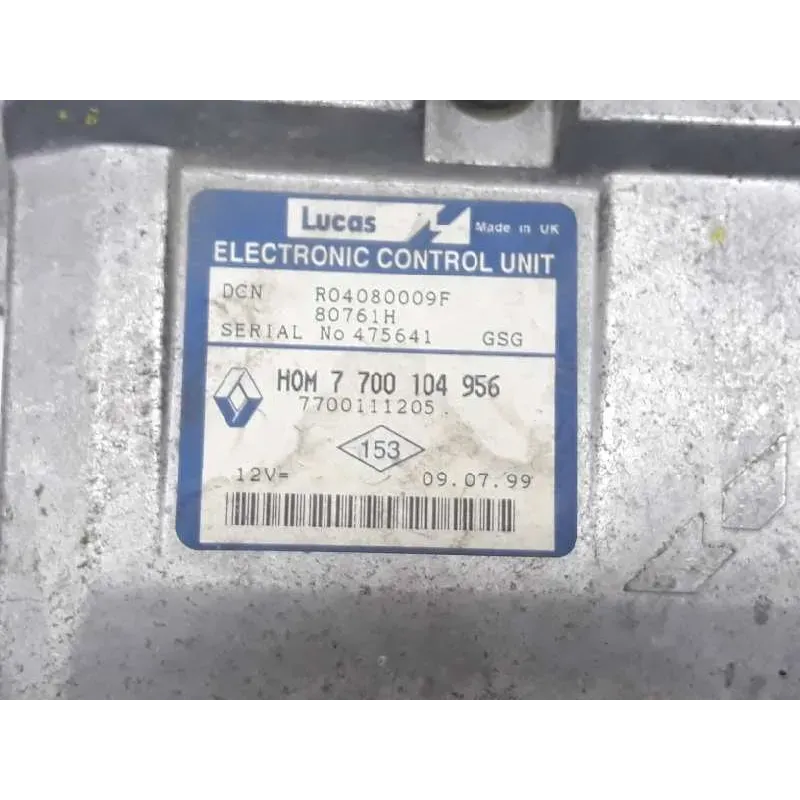 Lucas Made in UK
ELECTRONIC CONTROL UNIT
DCN R04080009F
80761H
SERIAL No 475641 GSG
HOM 7 700 104 956
7700111205
153
12V= 09.07.99